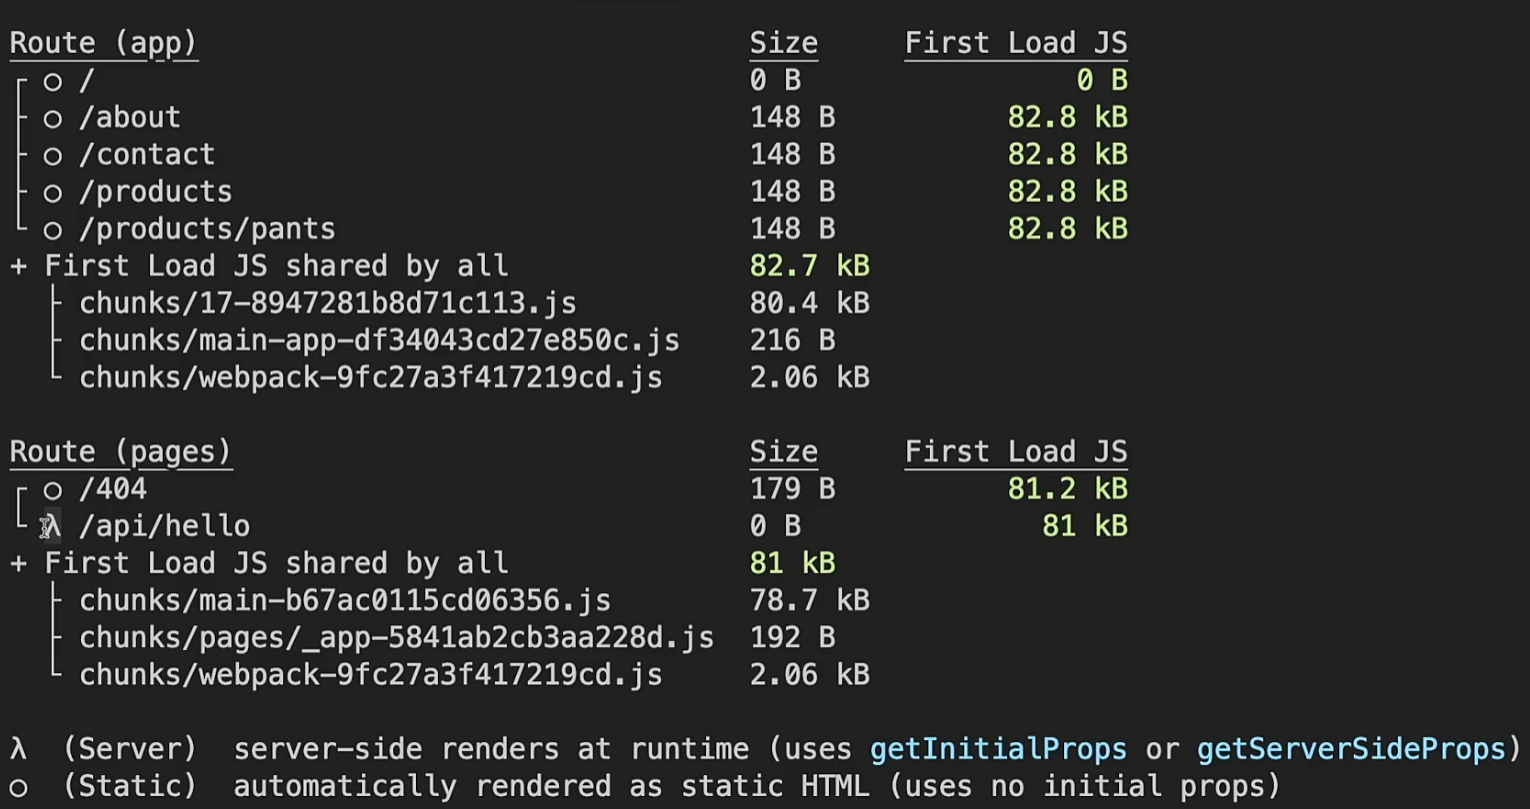 Route (app) Size First Load JS
┌ ○ / 0 B 0 B
├ ○ /about 148 B 82.8 kB
├ ○ /contact 148 B 82.8 kB
├ ○ /products 148 B 82.8 kB
└ ○ /products/pants 148 B 82.8 kB
+ First Load JS shared by all 82.7 kB
├ chunks/17-8947281b8d71c113.js 80.4 kB
├ chunks/main-app-df34043cd27e850c.js 216 B
└ chunks/webpack-9fc27a3f417219cd.js 2.06 kB
Route (pages) Size First Load JS
┌ ○ /404 179 B 81.2 kB
└ λ /api/hello 0 B 81 kB
+ First Load JS shared by all 81 kB
├ chunks/main-b67ac0115cd06356.js 78.7 kB
├ chunks/pages/_app-5841ab2cb3aa228d.js 192 B
└ chunks/webpack-9fc27a3f417219cd.js 2.06 kB
λ (Server) server-side renders at runtime (uses getInitialProps or getServerSideProps)
○ (Static) automatically rendered as static HTML (uses no initial props)